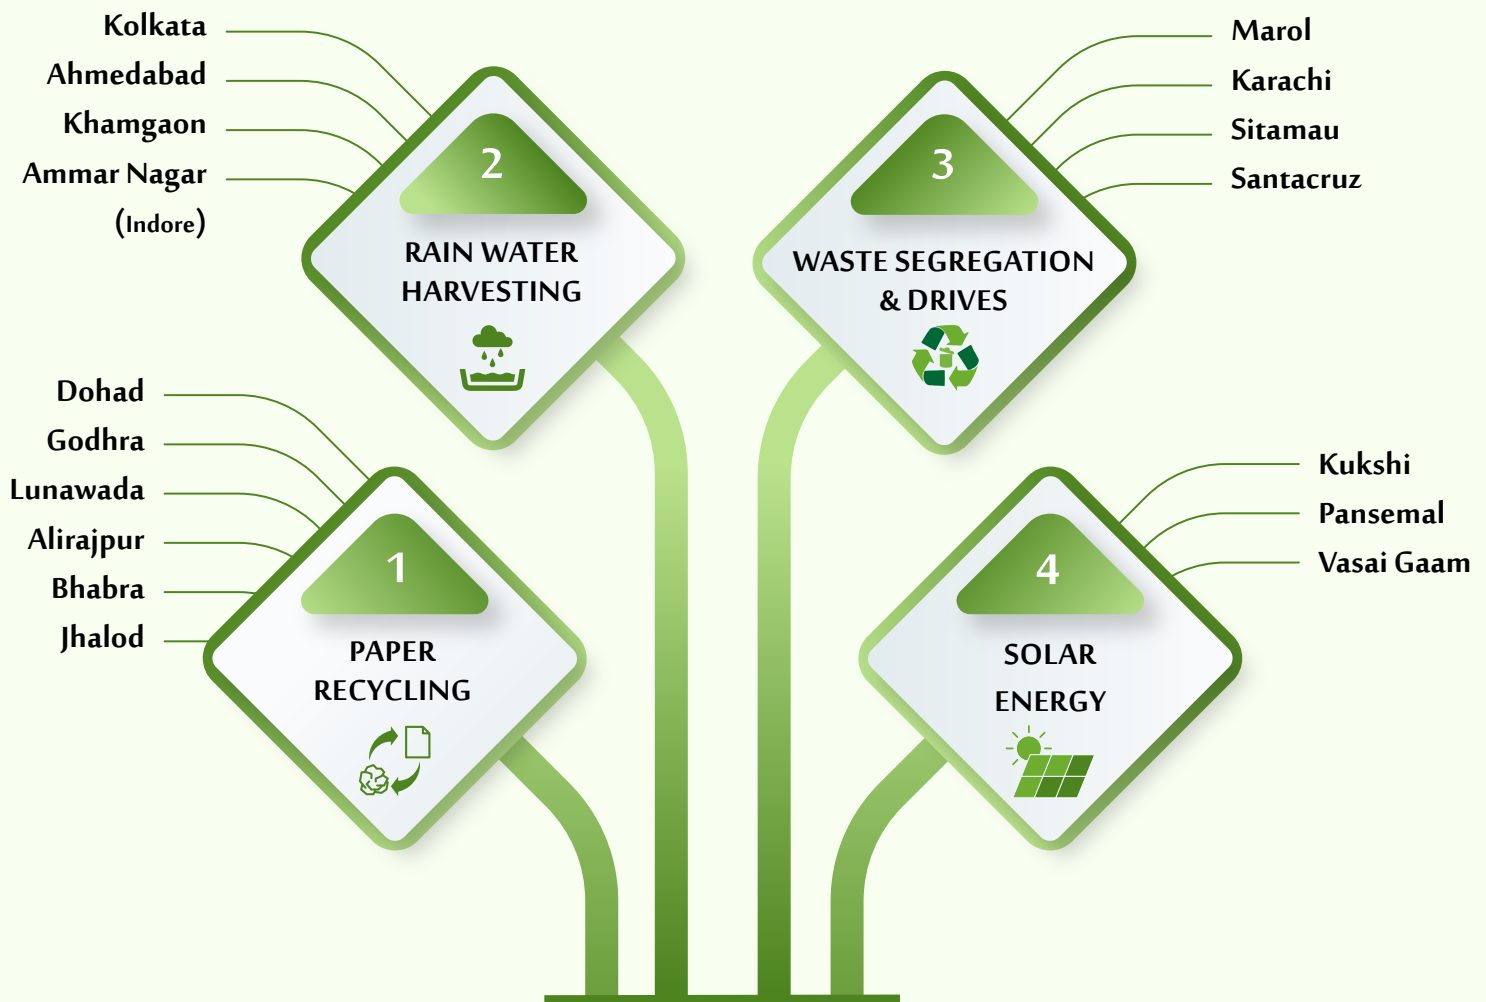 Kolkata
Ahmedabad
Khamgaon
Ammar Nagar
(Indore)
2
RAIN WATER
HARVESTING
Marol
Karachi
Sitamau
Santacruz
3
WASTE SEGREGATION
& DRIVES
Dohad
Godhra
Lunawada
Alirajpur
Bhabra
Jhalod
1
PAPER
RECYCLING
Kukshi
Pansemal
Vasai Gaam
4
SOLAR
ENERGY